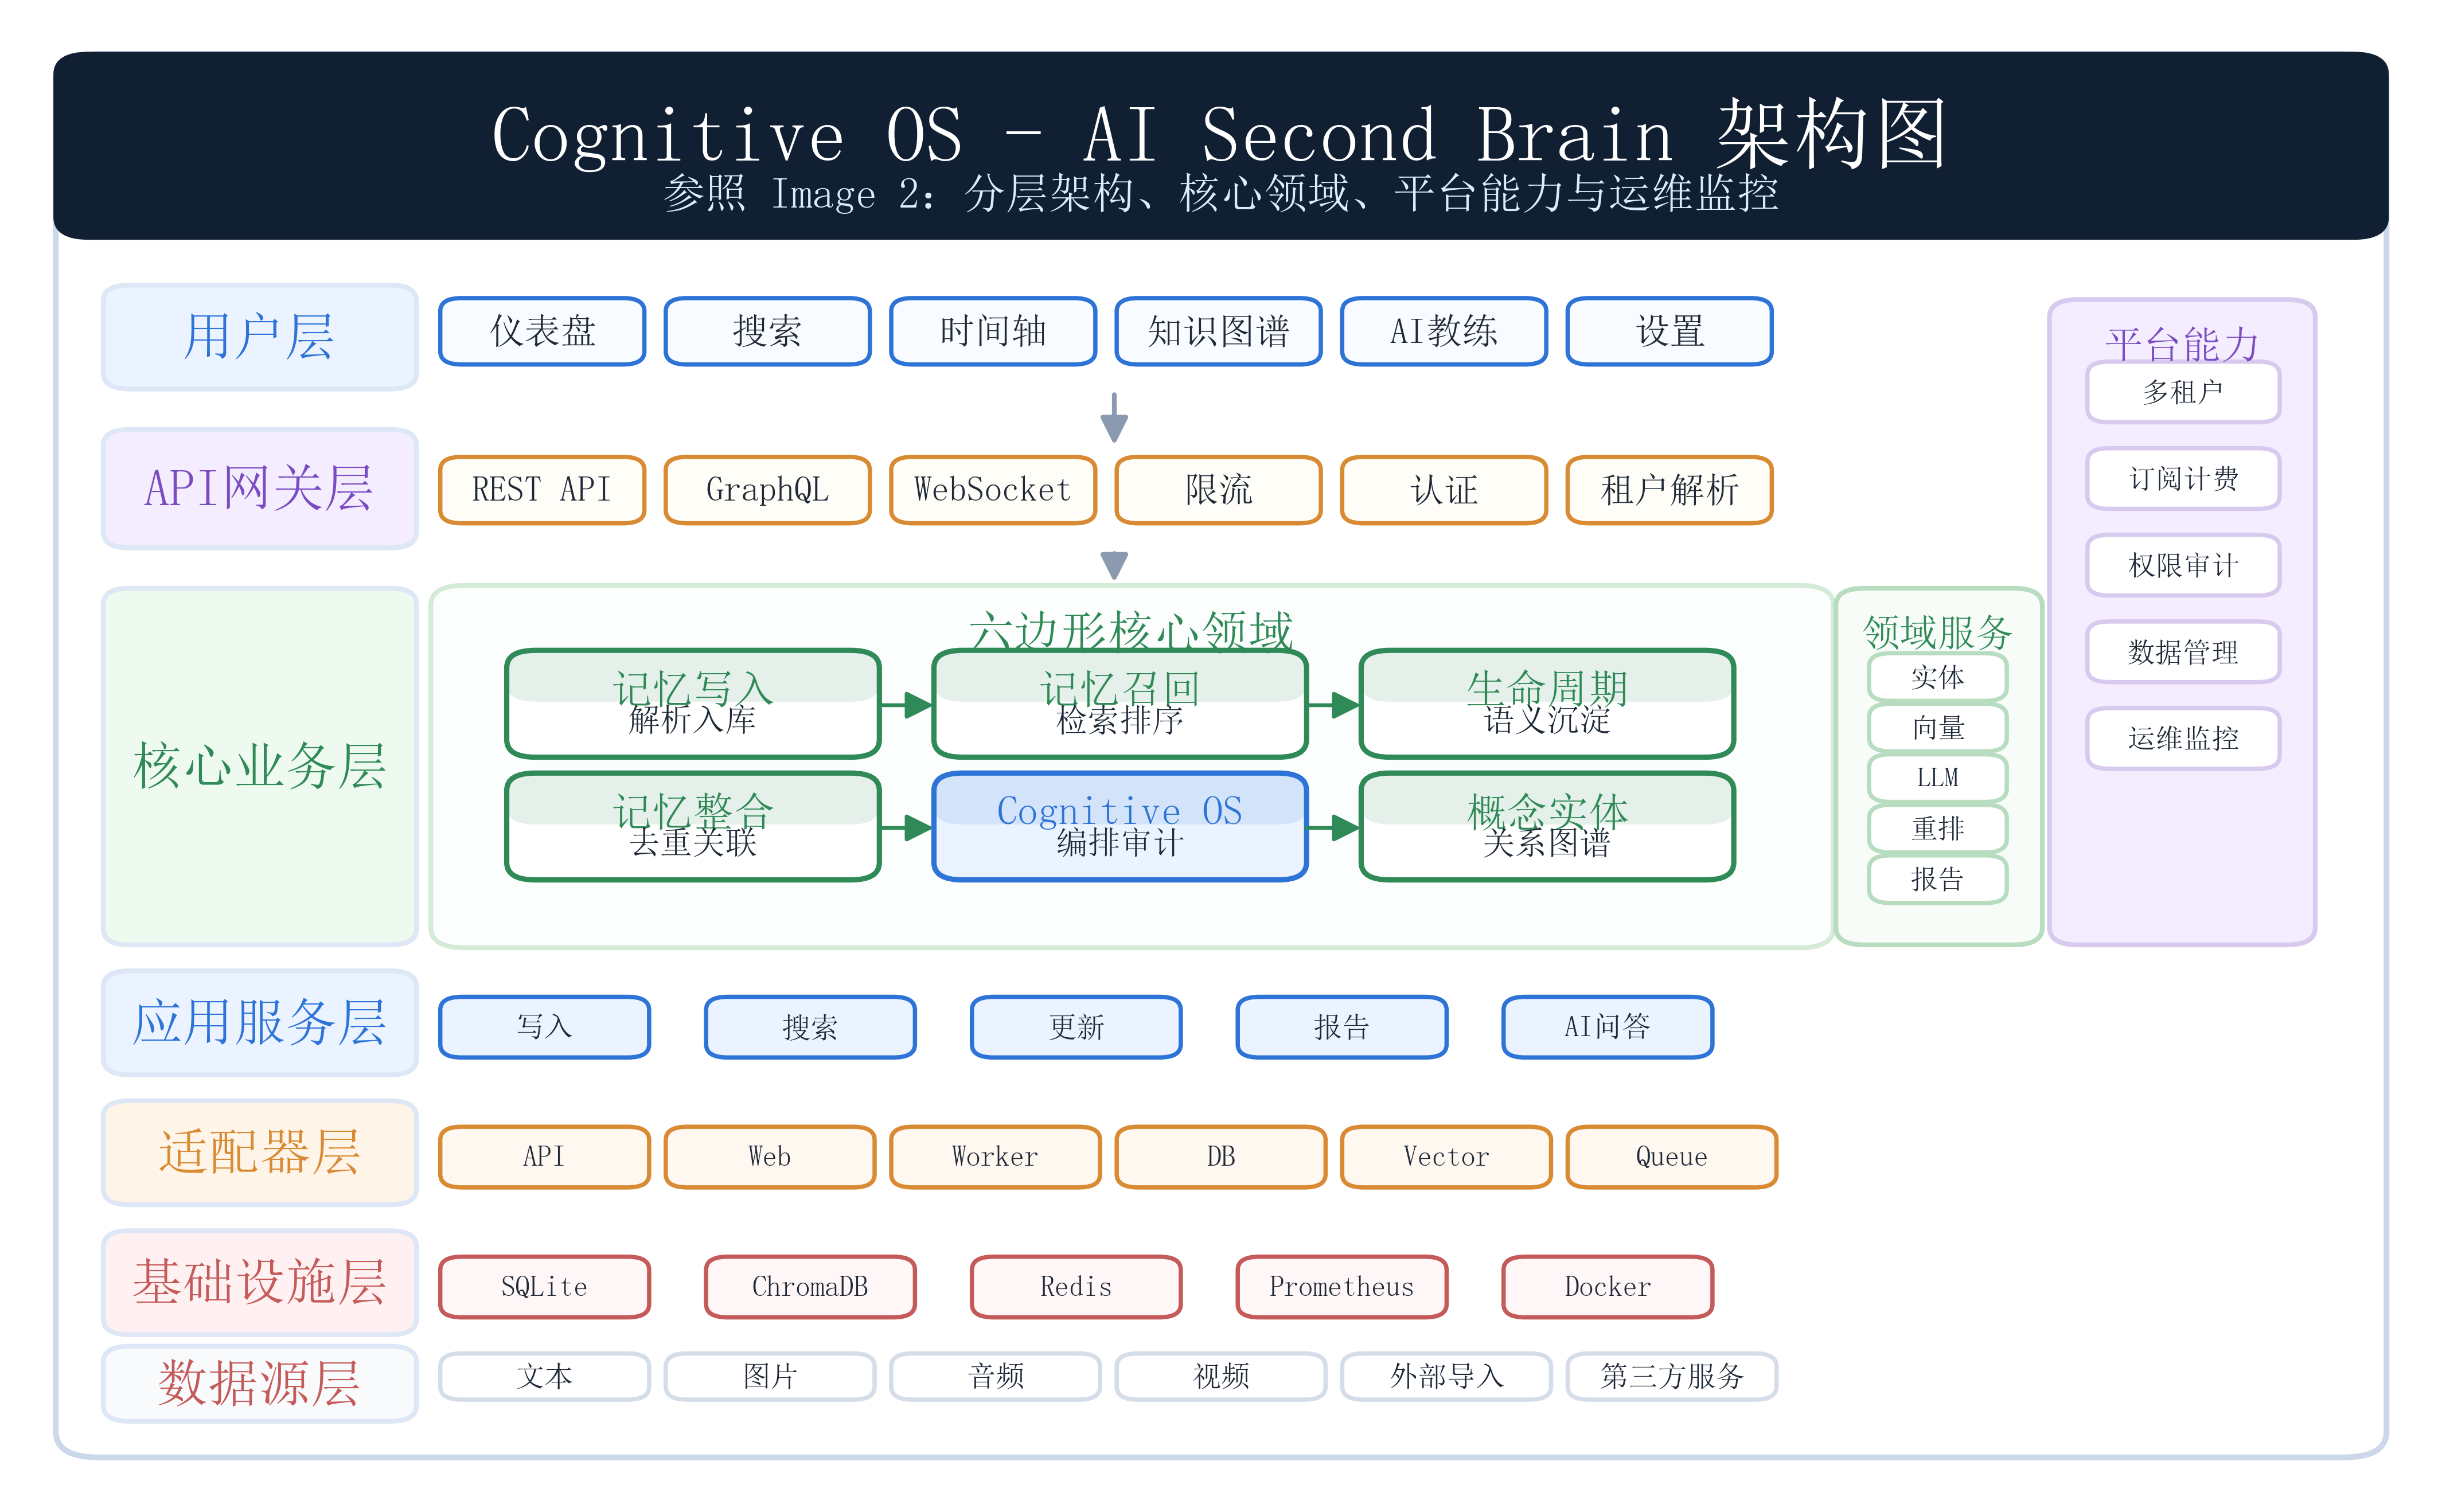 Cognitive OS - AI Second Brain 架构图
参照 Image 2: 分层架构、核心领域、平台能力与运维监控
用户层
仪表盘
搜索
时间轴
知识图谱
AI教练
设置
API网关层
REST API
GraphQL
WebSocket
限流
认证
租户解析
核心业务层
六边形核心领域
记忆写入
解析入库
记忆召回
检索排序
生命周期
语义沉淀
记忆整合
去重关联
Cognitive OS
编排审计
概念实体
关系图谱
领域服务
实体
向量
LLM
重排
报告
平台能力
多租户
订阅计费
权限审计
数据管理
运维监控
应用服务层
写入
搜索
更新
报告
AI问答
适配器层
API
Web
Worker
DB
Vector
Queue
基础设施层
SQLite
ChromaDB
Redis
Prometheus
Docker
数据源层
文本
图片
音频
视频
外部导入
第三方服务